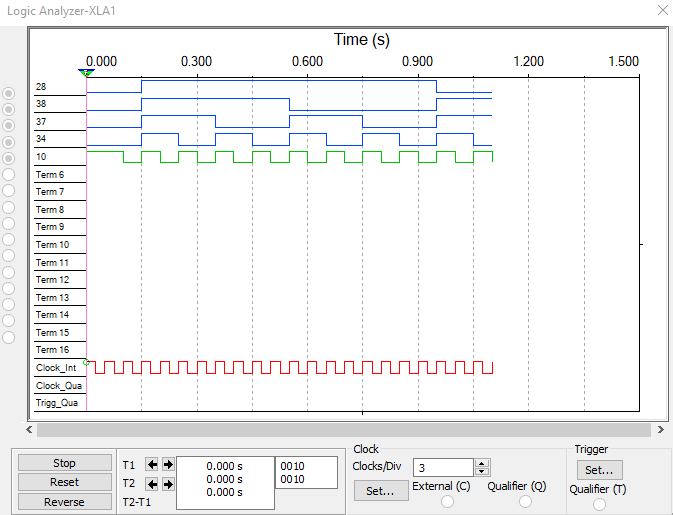 Logic Analyzer-XLA1
Time (s)
0.000 0.300 0.600 0.900 1.200 1.500
28
38
37
34
10
Term 6
Term 7
Term 8
Term 9
Term 10
Term 11
Term 12
Term 13
Term 14
Term 15
Term 16
Clock_Int
Clock_Qua
Trigg_Qua
Stop
Reset
Reverse
T1
T2
T2-T1
0.000 s
0.000 s
0.000 s
0010
0010
Clock
Clocks/Div 3
Set...
External (C)
Qualifier (Q)
Trigger
Set...
Qualifier (T)